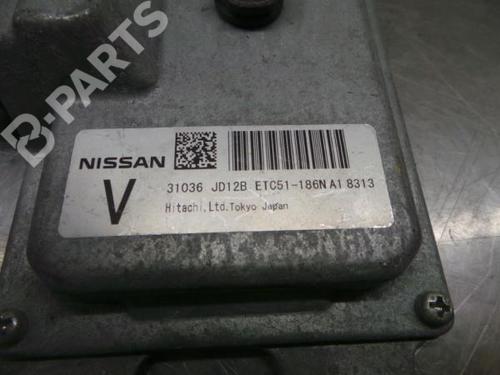 B-PARTS
NISSAN
V
31036 JD12B ETC51-186N A1 8313
Hitachi,Ltd.Tokyo Japan